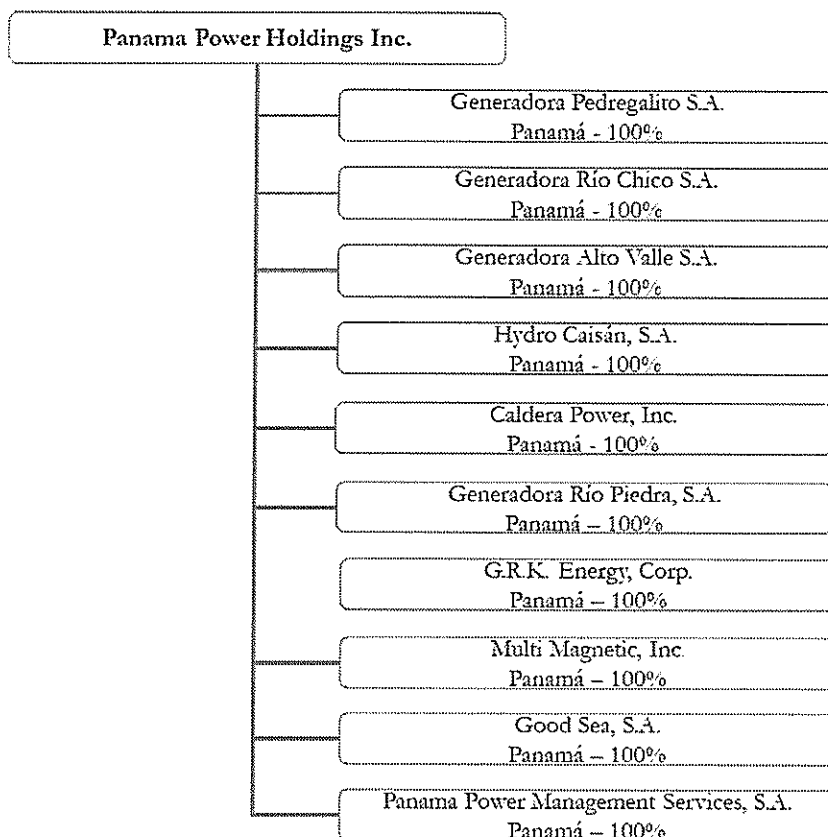 Panama Power Holdings Inc.
Generadora Pedregalito S.A.
Panamá - 100%
Generadora Río Chico S.A.
Panamá - 100%
Generadora Alto Valle S.A.
Panamá - 100%
Hydro Caisán, S.A.
Panamá - 100%
Caldera Power, Inc.
Panamá - 100%
Generadora Río Piedra, S.A.
Panamá – 100%
G.R.K. Energy, Corp.
Panamá – 100%
Multi Magnetic, Inc.
Panamá – 100%
Good Sea, S.A.
Panamá – 100%
Panama Power Management Services, S.A.
Panamá – 100%